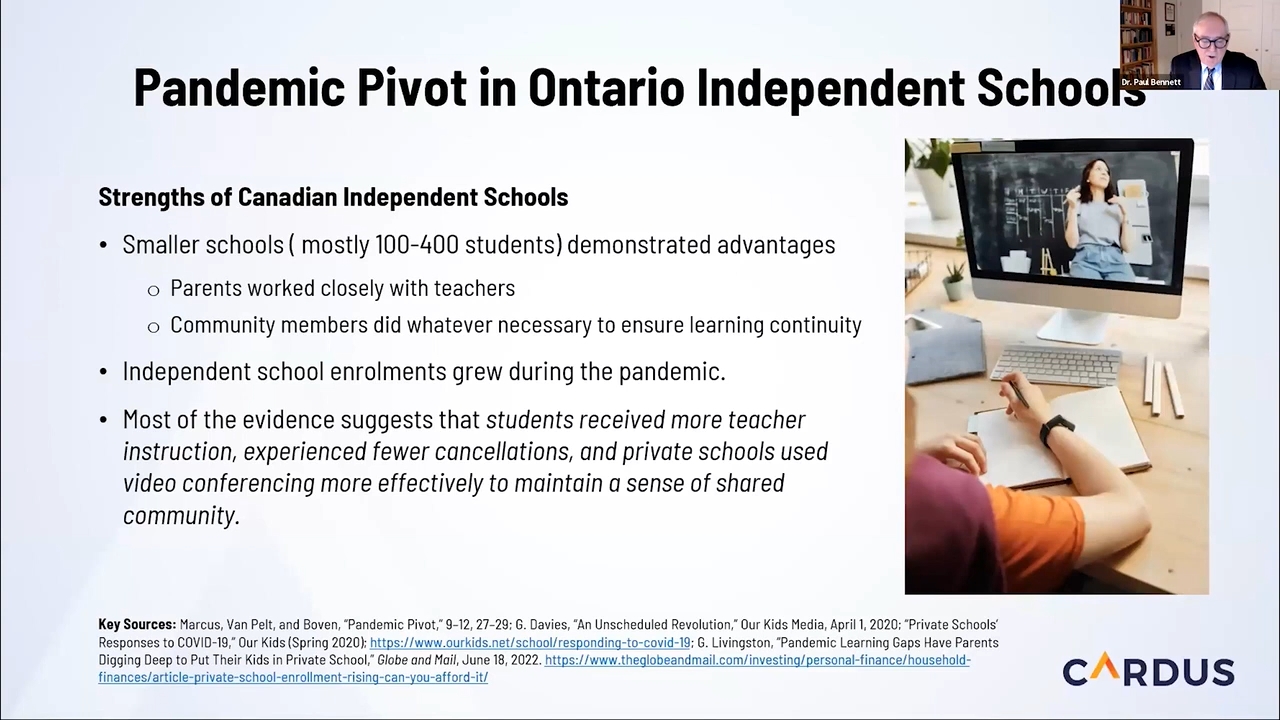 Pandemic Pivot in Ontario Independent Schools
Dr. Paul Bennett
Strengths of Canadian Independent Schools
• Smaller schools ( mostly 100-400 students) demonstrated advantages
o Parents worked closely with teachers
o Community members did whatever necessary to ensure learning continuity
• Independent school enrolments grew during the pandemic.
• Most of the evidence suggests that students received more teacher
instruction, experienced fewer cancellations, and private schools used
video conferencing more effectively to maintain a sense of shared
community.
Key Sources: Marcus, Van Pelt, and Boven, “Pandemic Pivot,” 9–12, 27–29; G. Davies, “An Unscheduled Revolution,” Our Kids Media, April 1, 2020; “Private Schools’
Responses to COVID-19,” Our Kids (Spring 2020); https://www.ourkids.net/school/responding-to-covid-19; G. Livingston, “Pandemic Learning Gaps Have Parents
Digging Deep to Put Their Kids in Private School,” Globe and Mail, June 18, 2022. https://www.theglobeandmail.com/investing/personal-finance/household-
finances/article-private-school-enrollment-rising-can-you-afford-it/
CARDUS